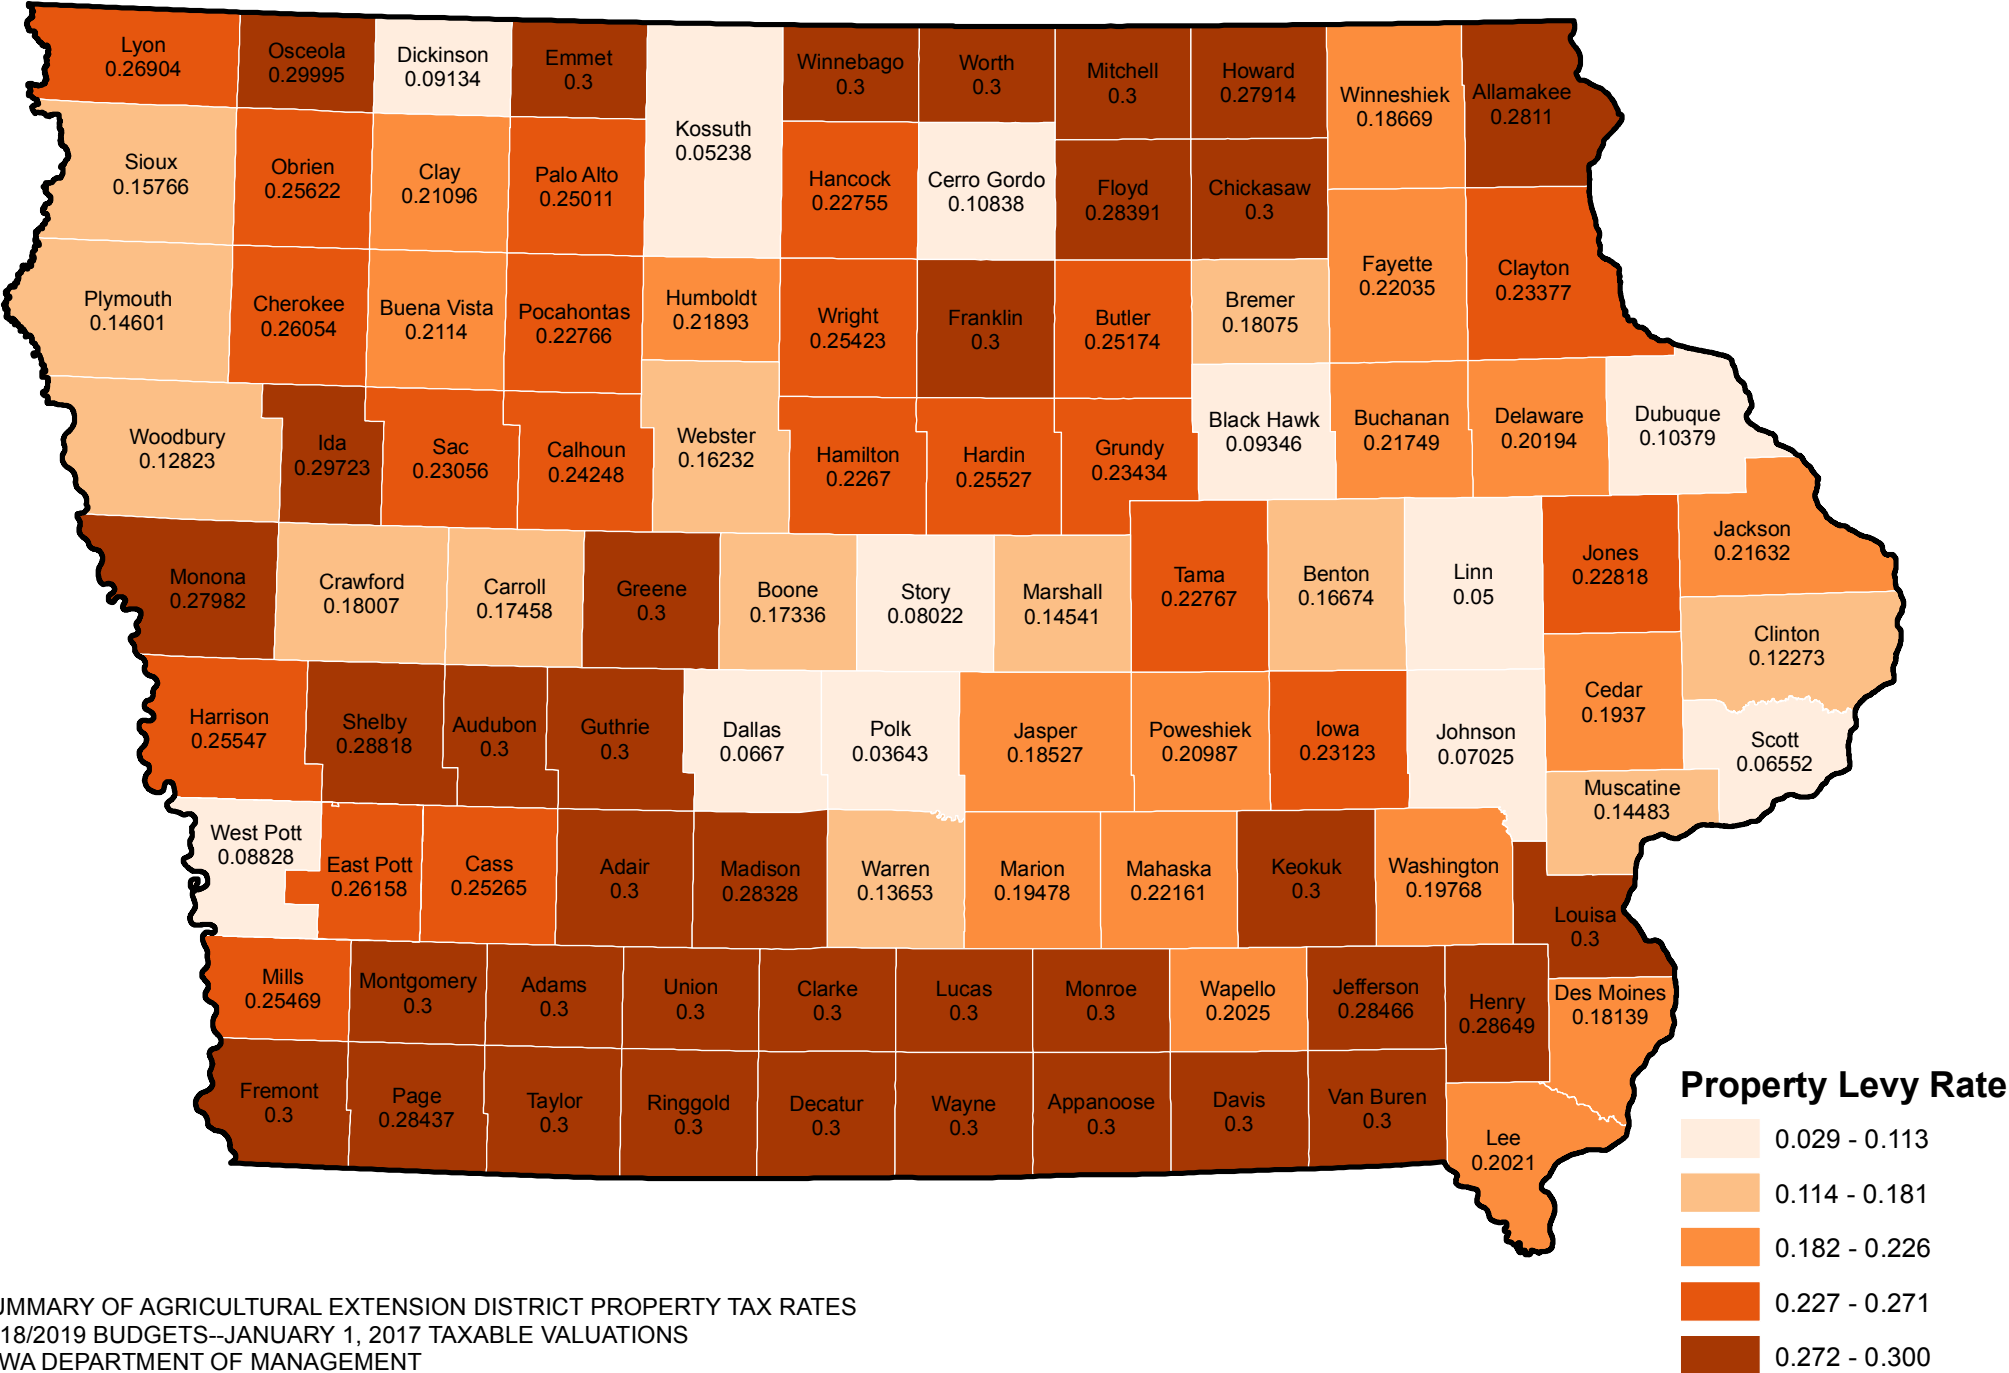 Lyon
0.26904
Osceola
0.29995
Dickinson
0.09134
Emmet
0.3
Kossuth
0.05238
Winnebago
0.3
Worth
0.3
Mitchell
0.3
Howard
0.27914
Winneshiek
0.18669
Allamakee
0.2811
Sioux
0.15766
Obrien
0.25622
Clay
0.21096
Palo Alto
0.25011
Hancock
0.22755
Cerro Gordo
0.10838
Floyd
0.28391
Chickasaw
0.3
Plymouth
0.14601
Cherokee
0.26054
Buena Vista
0.2114
Pocahontas
0.22766
Humboldt
0.21893
Wright
0.25423
Franklin
0.3
Butler
0.25174
Bremer
0.18075
Fayette
0.22035
Clayton
0.23377
Woodbury
0.12823
Ida
0.29723
Sac
0.23056
Calhoun
0.24248
Webster
0.16232
Hamilton
0.2267
Hardin
0.25527
Grundy
0.23434
Black Hawk
0.09346
Buchanan
0.21749
Delaware
0.20194
Dubuque
0.10379
Monona
0.27982
Crawford
0.18007
Carroll
0.17458
Greene
0.3
Boone
0.17336
Story
0.08022
Marshall
0.14541
Tama
0.22767
Benton
0.16674
Linn
0.05
Jones
0.22818
Jackson
0.21632
Clinton
0.12273
Harrison
0.25547
Shelby
0.28818
Audubon
0.3
Guthrie
0.3
Dallas
0.0667
Polk
0.03643
Jasper
0.18527
Poweshiek
0.20987
Iowa
0.23123
Johnson
0.07025
Cedar
0.1937
Scott
0.06552
Muscatine
0.14483
West Pott
0.08828
East Pott
0.26158
Cass
0.25265
Adair
0.3
Madison
0.28328
Warren
0.13653
Marion
0.19478
Mahaska
0.22161
Keokuk
0.3
Washington
0.19768
Louisa
0.3
Mills
0.25469
Montgomery
0.3
Adams
0.3
Union
0.3
Clarke
0.3
Lucas
0.3
Monroe
0.3
Wapello
0.2025
Jefferson
0.28466
Henry
0.28649
Des Moines
0.18139
Fremont
0.3
Page
0.28437
Taylor
0.3
Ringgold
0.3
Decatur
0.3
Wayne
0.3
Appanoose
0.3
Davis
0.3
Van Buren
0.3
Lee
0.2021
Property Levy Rate
0.029 - 0.113
0.114 - 0.181
0.182 - 0.226
0.227 - 0.271
0.272 - 0.300
UMMARY OF AGRICULTURAL EXTENSION DISTRICT PROPERTY TAX RATES
18/2019 BUDGETS--JANUARY 1, 2017 TAXABLE VALUATIONS
WA DEPARTMENT OF MANAGEMENT